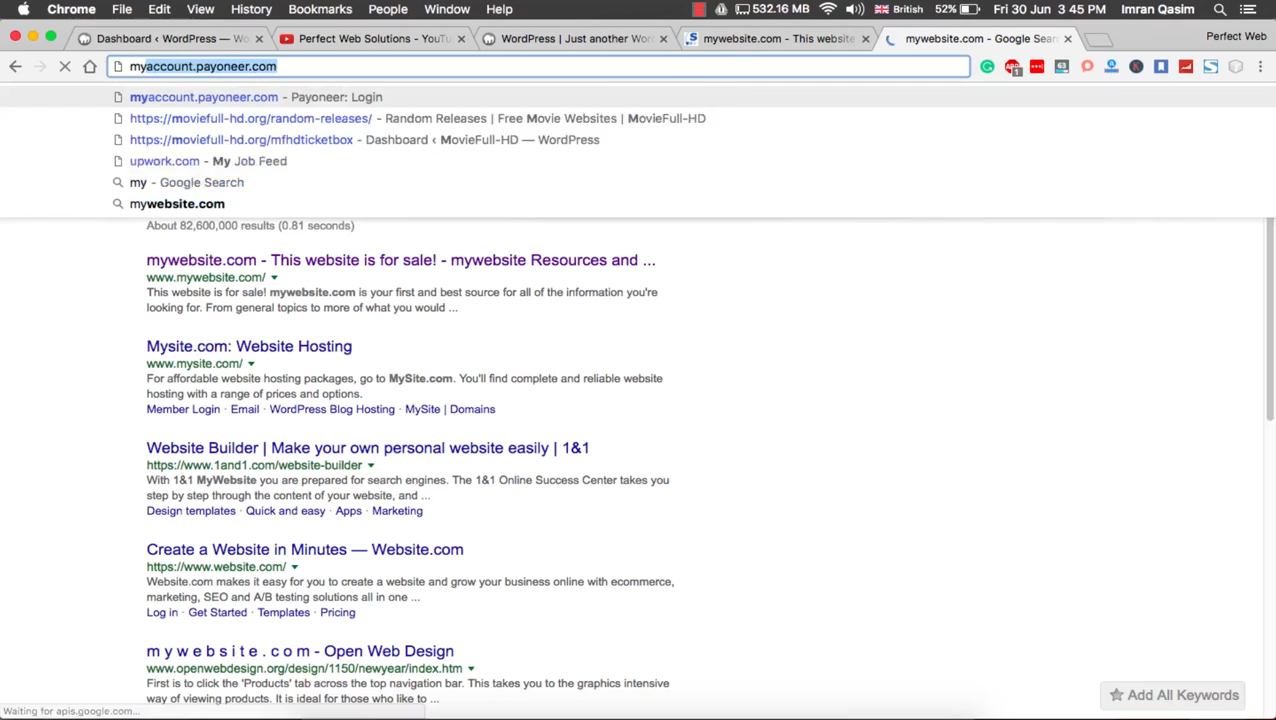 Chrome File Edit View History Bookmarks People Window Help 532.16 MB British 52% Fri 30 Jun 3:45 PM Imran Qasim
Dashboard ‹ WordPress — Wo Perfect Web Solutions - YouTu WordPress | Just another Wor mywebsite.com - This website mywebsite.com - Google Sear Perfect Web
myaccount.payoneer.com
myaccount.payoneer.com - Payoneer: Login
https://moviefull-hd.org/random-releases/ - Random Releases | Free Movie Websites | MovieFull-HD
https://moviefull-hd.org/mfhdticketbox - Dashboard ‹ MovieFull-HD — WordPress
upwork.com - My Job Feed
my - Google Search
mywebsite.com
About 82,600,000 results (0.81 seconds)
mywebsite.com - This website is for sale! - mywebsite Resources and ...
www.mywebsite.com/
This website is for sale! mywebsite.com is your first and best source for all of the information you're
looking for. From general topics to more of what you would ...
Mysite.com: Website Hosting
www.mysite.com/
For affordable website hosting packages, go to MySite.com. You'll find complete and reliable website
hosting with a range of prices and options.
Member Login · Email · WordPress Blog Hosting · MySite | Domains
Website Builder | Make your own personal website easily | 1&1
https://www.1and1.com/website-builder
With 1&1 MyWebsite you are prepared for search engines. The 1&1 Online Success Center takes you
step by step through the content of your website, and ...
Design templates · Quick and easy · Apps · Marketing
Create a Website in Minutes — Website.com
https://www.website.com/
Website.com makes it easy for you to create a website and grow your business online with ecommerce,
marketing, SEO and A/B testing solutions all in one ...
Log in · Get Started · Templates · Pricing
m y w e b s i t e . c o m - Open Web Design
www.openwebdesign.org/design/1150/newyear/index.htm
First is to click the 'Products' tab across the top navigation bar. This takes you to the graphics intensive
way of viewing products. It is ideal for those who like to ...
Add All Keywords
Waiting for apis.google.com...